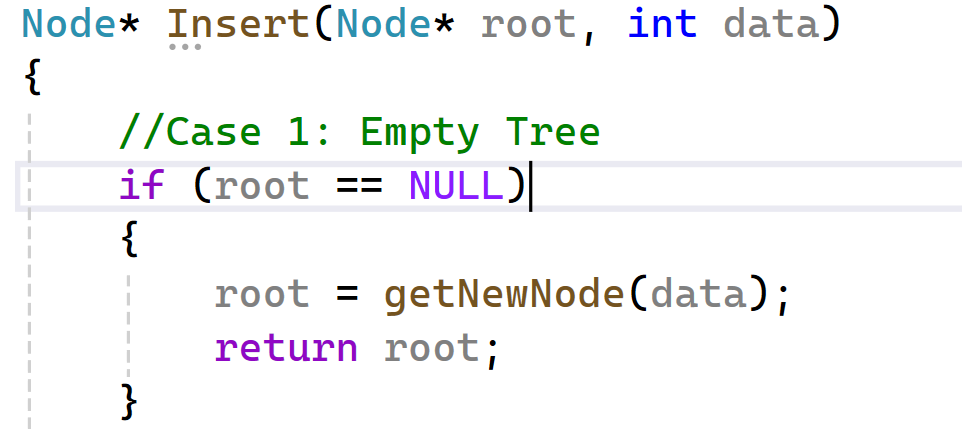 Node* Insert(Node* root, int data)
{
//Case 1: Empty Tree
if (root == NULL)
{
root = getNewNode(data);
return root;
}